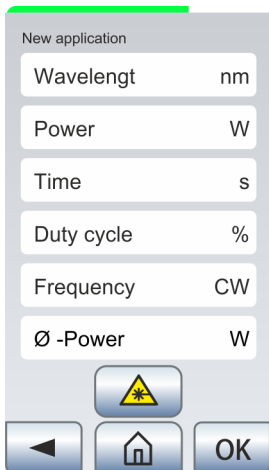 New application
Wavelengt nm
Power W
Time s
Duty cycle %
Frequency CW
Ø -Power W
OK